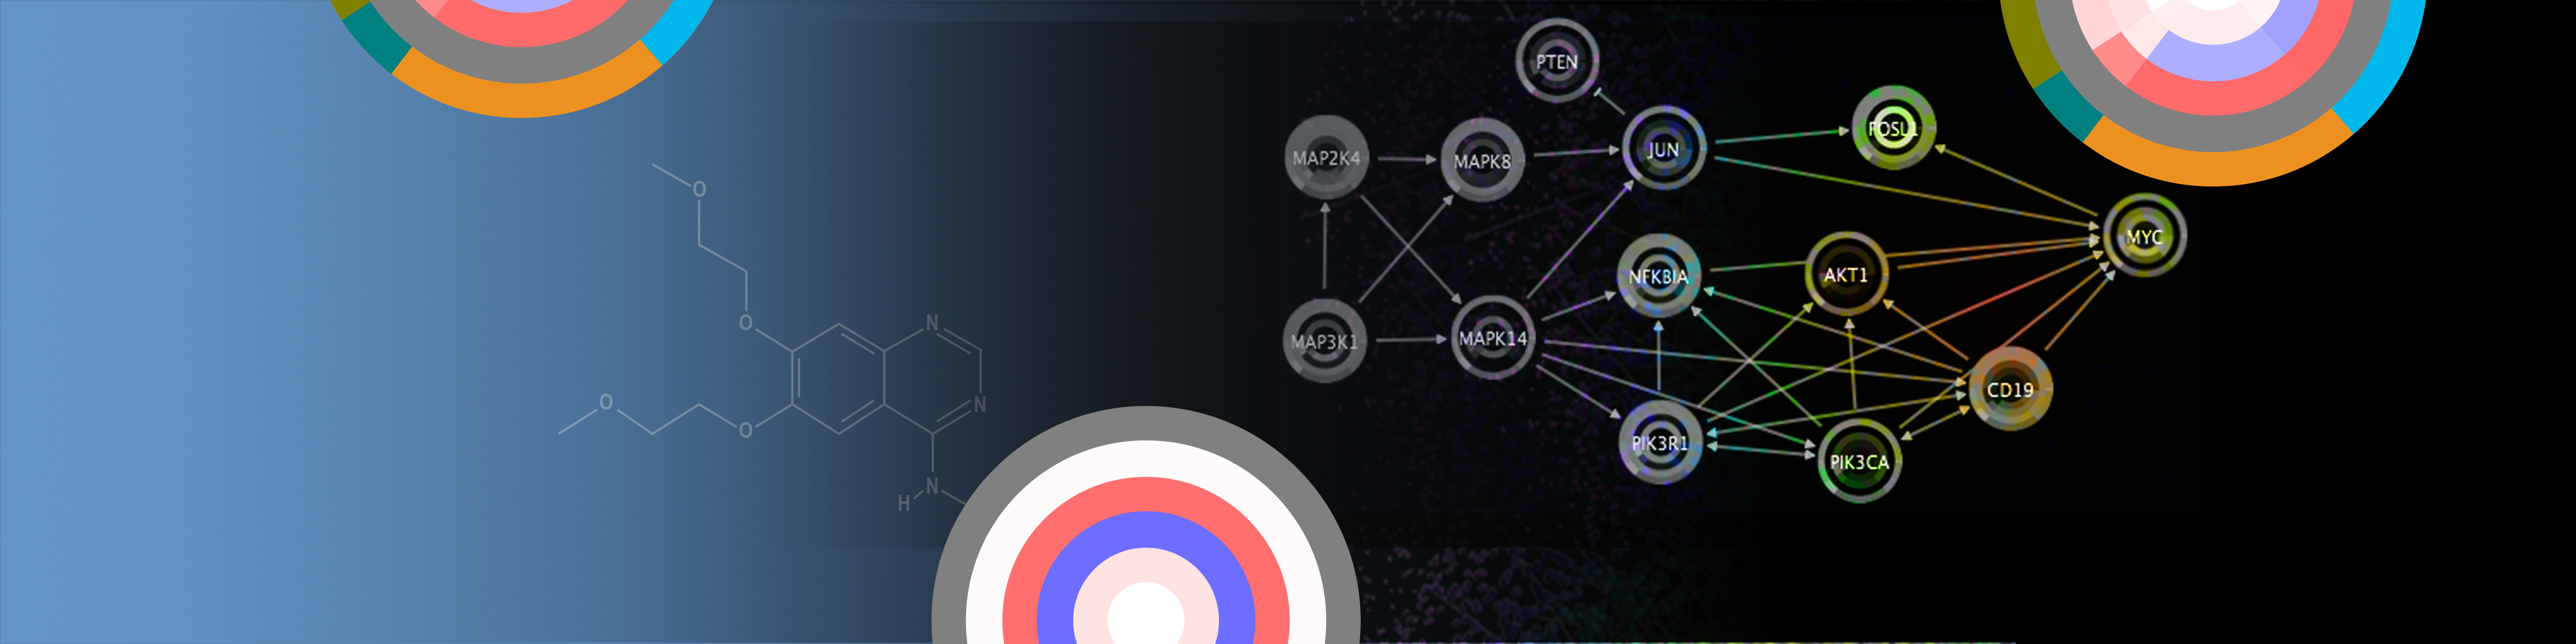 PTEN
MAP2K4
MAPK8
JUN
FOSL1
MYC
NFKBIA
AKT1
MAP3K1
MAPK14
CD19
PIK3R1
PIK3CA
O
O
N
N
O
O
N
H